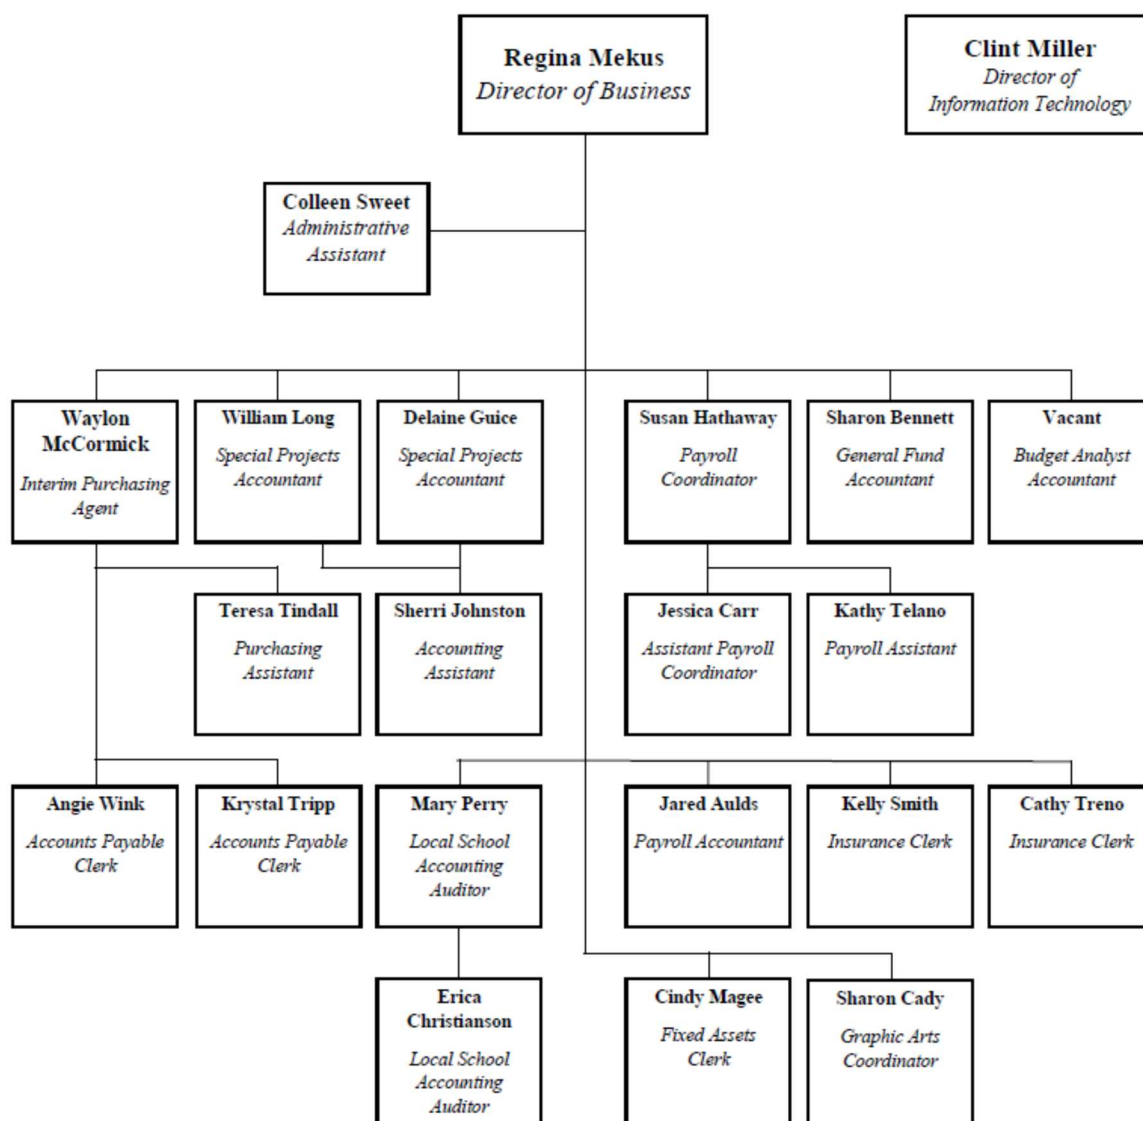 Regina Mekus
Director of Business
Clint Miller
Director of
Information Technology
Colleen Sweet
Administrative
Assistant
Waylon
McCormick
Interim Purchasing
Agent
William Long
Special Projects
Accountant
Delaine Guice
Special Projects
Accountant
Susan Hathaway
Payroll
Coordinator
Sharon Bennett
General Fund
Accountant
Vacant
Budget Analyst
Accountant
Teresa Tindall
Purchasing
Assistant
Sherri Johnston
Accounting
Assistant
Jessica Carr
Assistant Payroll
Coordinator
Kathy Telano
Payroll Assistant
Angie Wink
Accounts Payable
Clerk
Krystal Tripp
Accounts Payable
Clerk
Mary Perry
Local School
Accounting
Auditor
Jared Aulds
Payroll Accountant
Kelly Smith
Insurance Clerk
Cathy Treno
Insurance Clerk
Erica
Christianson
Local School
Accounting
Auditor
Cindy Magee
Fixed Assets
Clerk
Sharon Cady
Graphic Arts
Coordinator